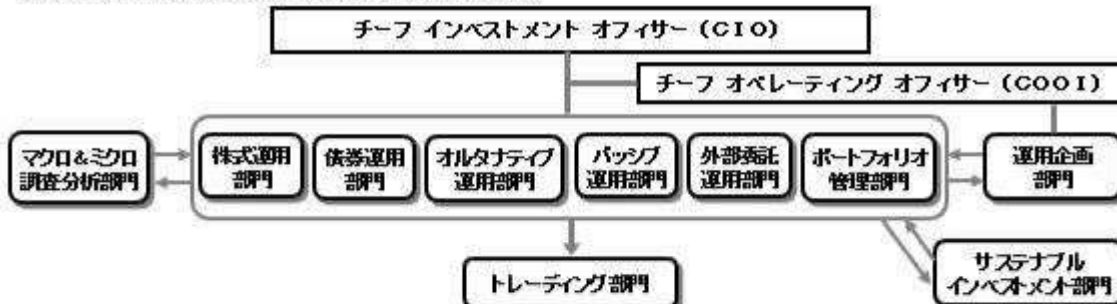 チーフ インベストメント オフィサー (CIO)
チーフ オペレーティング オフィサー (COOI)
マクロ&ミクロ
調査分析部門
株式運用
部門
債券運用
部門
オルタナティブ
運用部門
パッシブ
運用部門
外部委託
運用部門
ポートフォリオ
管理部門
運用企画
部門
トレーディング部門
サステナブル
インベストメント部門